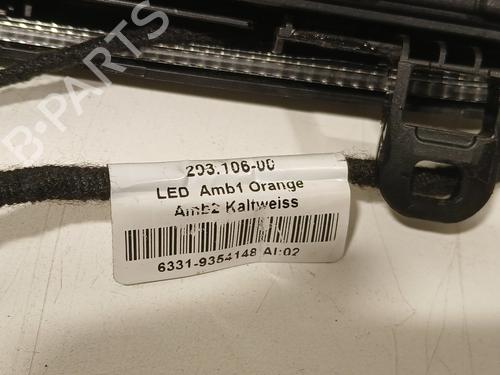 B-PARTS
293.106-00
LED Amb1 Orange
Amb2 Kaltweiss
6331-9354148 AI:02